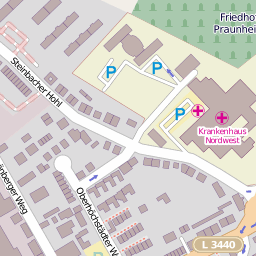 Friedho
Praunhei
Steinbacher Hohl
P
P
P
Krankenhaus
Nordwest
nberger Weg
Oberhöchstädter W
L 3440